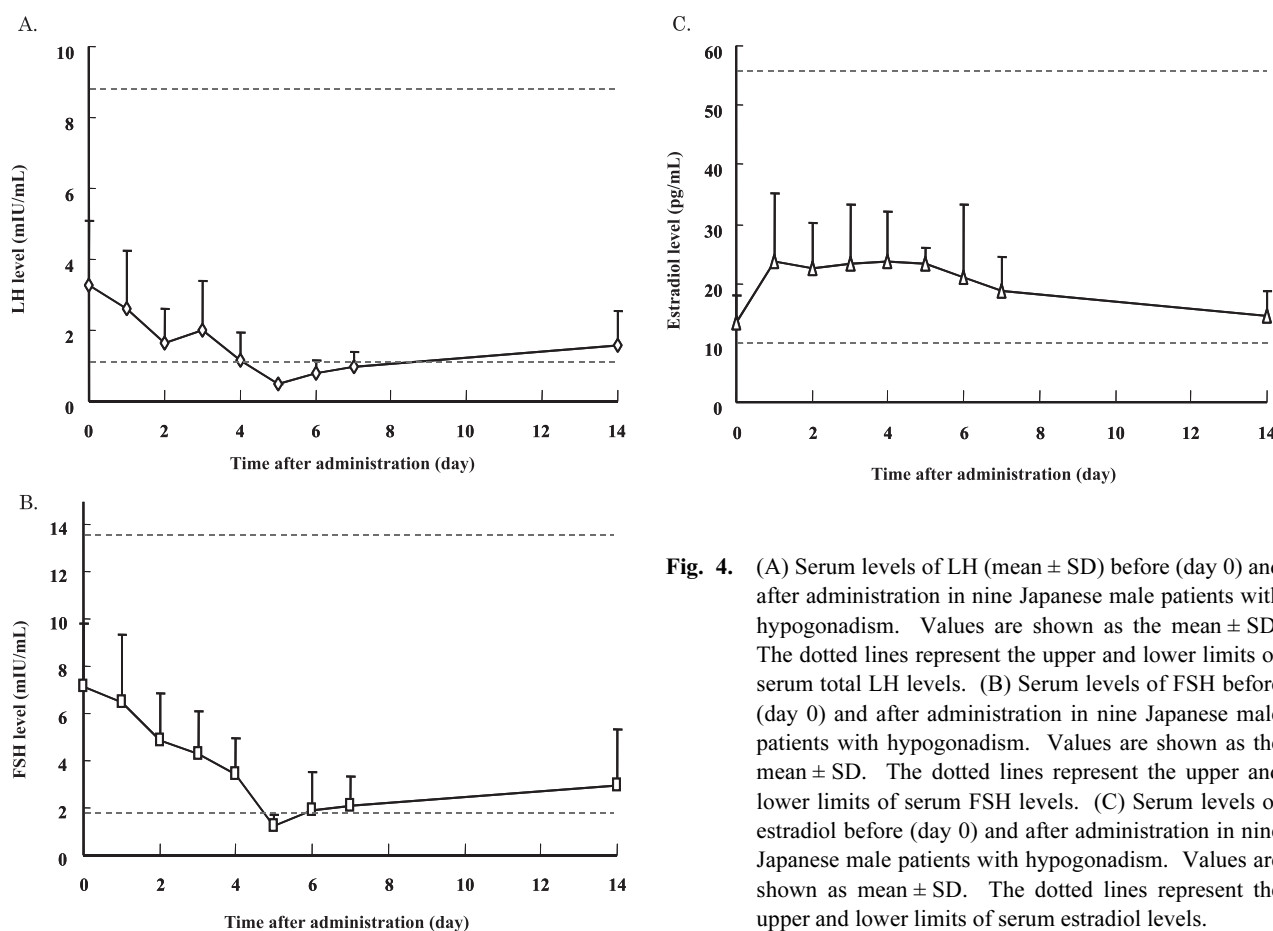 A.
10
8
6
4
2
0
LH level (mIU/mL)
0 2 4 6 8 10 12 14
Time after administration (day)
C.
60
50
40
30
20
10
0
Estradiol level (pg/mL)
0 2 4 6 8 10 12 14
Time after administration (day)
B.
14
12
10
8
6
4
2
0
FSH level (mIU/mL)
0 2 4 6 8 10 12 14
Time after administration (day)
Fig. 4. (A) Serum levels of LH (mean ± SD) before (day 0) and
after administration in nine Japanese male patients with
hypogonadism. Values are shown as the mean ± SD
The dotted lines represent the upper and lower limits o
serum total LH levels. (B) Serum levels of FSH before
(day 0) and after administration in nine Japanese male
patients with hypogonadism. Values are shown as the
mean ± SD. The dotted lines represent the upper and
lower limits of serum FSH levels. (C) Serum levels o
estradiol before (day 0) and after administration in nine
Japanese male patients with hypogonadism. Values are
shown as mean ± SD. The dotted lines represent the
upper and lower limits of serum estradiol levels.